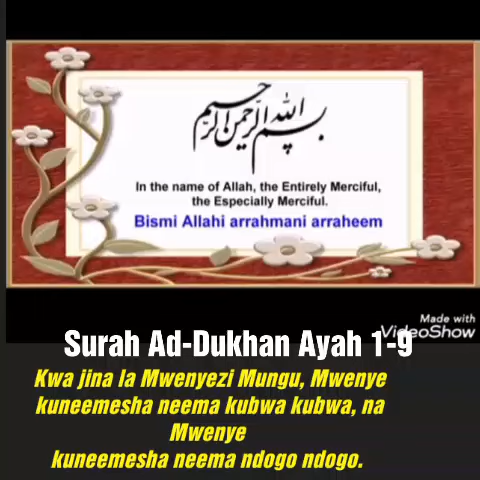 بسم الله الرحمن الرحيم
In the name of Allah, the Entirely Merciful,
the Especially Merciful.
Bismi Allahi arrahmani arraheem
Made with
VideoShow
Surah Ad-Dukhan Ayah 1-9
Kwa jina la Mwenyezi Mungu, Mwenye
kuneemesha neema kubwa kubwa, na
Mwenye
kuneemesha neema ndogo ndogo.